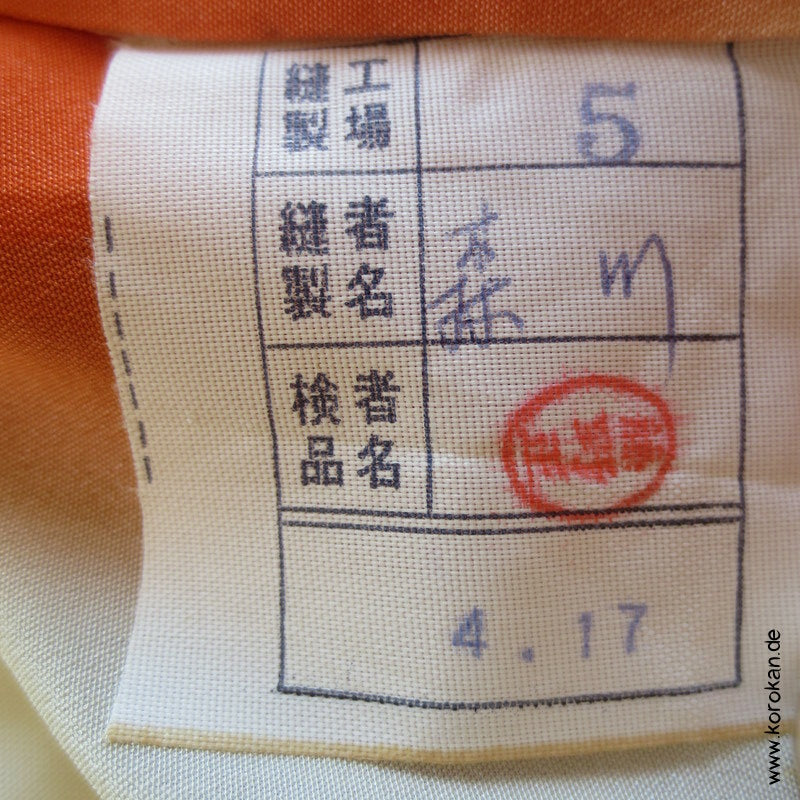 縫製工場 5
縫製者名 森川
検品者名
4.17
www.korokan.de